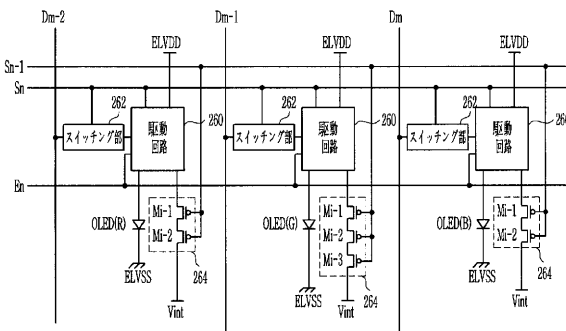 Dm-2 Dm-1 Dm
ELVDD ELVDD ELVDD
Sn-1
Sn
262 262 262
260 260 260
スイッチング部 駆動回路 スイッチング部 駆動回路 スイッチング部 駆動回路
En
OLED(R) Mi-1 OLED(G) Mi-1 OLED(B) Mi-1
Mi-2 Mi-2 Mi-2
Mi-3
264 264 264
ELVSS ELVSS ELVSS
Vint Vint Vint